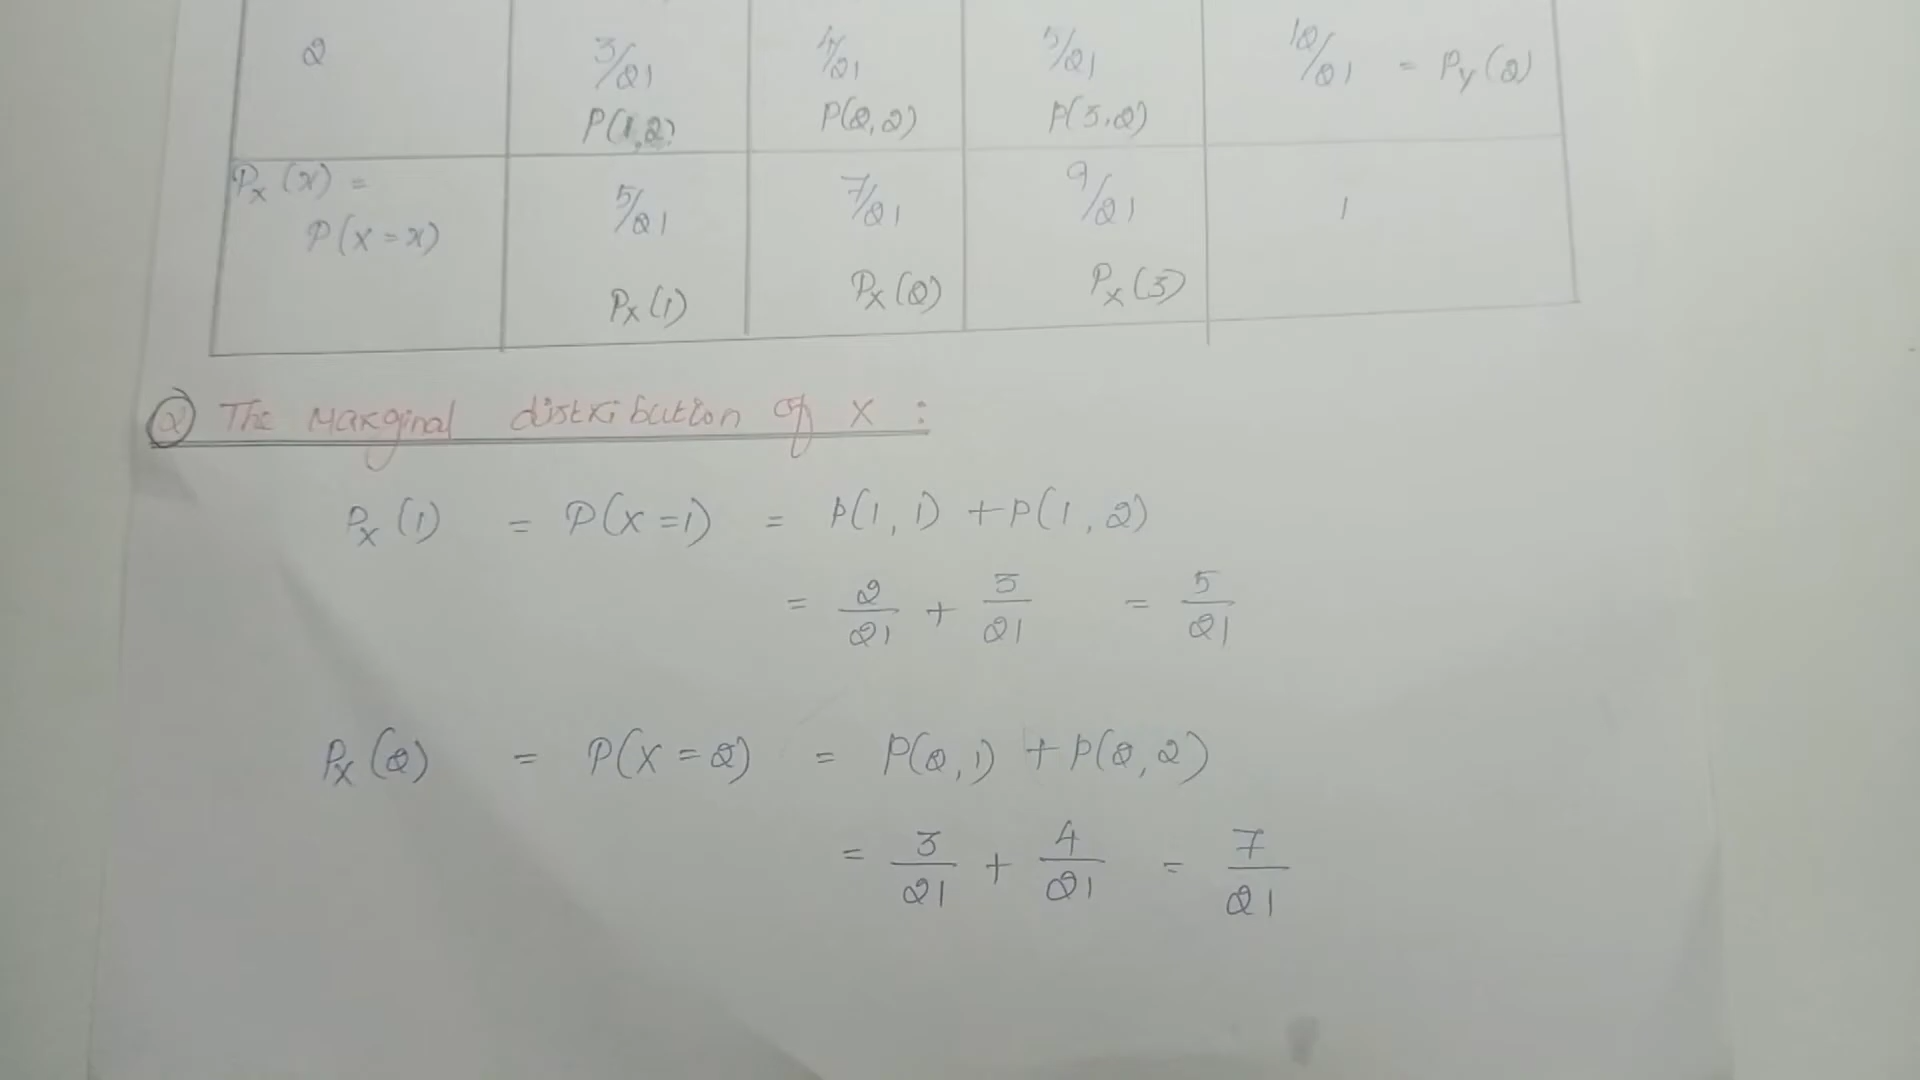 2 3/21 4/21 5/21 12/21 = PY(2)
P(1,2) P(2,2) P(3,2)
PX(x) = 5/21 7/21 9/21 1
P(X=x)
PX(1) PX(2) PX(3)
2 The Marginal distribution of X :
PX(1) = P(X=1) = P(1,1) + P(1,2)
= 2/21 + 3/21 = 5/21
PX(2) = P(X=2) = P(2,1) + P(2,2)
= 3/21 + 4/21 = 7/21